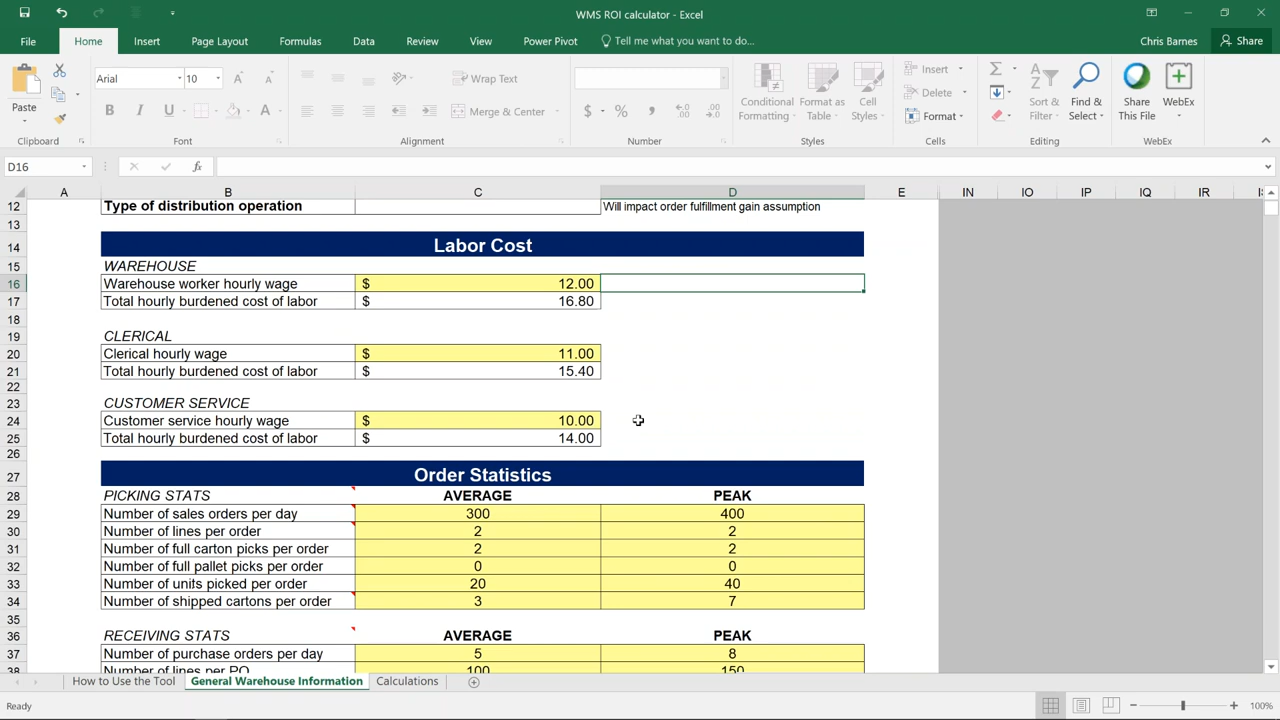 WMS ROI calculator - Excel
File Home Insert Page Layout Formulas Data Review View Power Pivot Tell me what you want to do... Chris Barnes Share
Paste
Arial 10
B I U A
Wrap Text
Merge & Center
$ % ,
Conditional Formatting
Format as Table
Cell Styles
Insert
Delete
Format
Sort & Filter
Find & Select
Share This File
WebEx
Clipboard Font Alignment Number Styles Cells Editing WebEx
D16 fx
A B C D E IN IO IP IQ IR
12 Type of distribution operation Will impact order fulfillment gain assumption
13
14 Labor Cost
15 WAREHOUSE
16 Warehouse worker hourly wage $ 12.00
17 Total hourly burdened cost of labor $ 16.80
18
19 CLERICAL
20 Clerical hourly wage $ 11.00
21 Total hourly burdened cost of labor $ 15.40
22
23 CUSTOMER SERVICE
24 Customer service hourly wage $ 10.00
25 Total hourly burdened cost of labor $ 14.00
26
27 Order Statistics
28 PICKING STATS AVERAGE PEAK
29 Number of sales orders per day 300 400
30 Number of lines per order 2 2
31 Number of full carton picks per order 2 2
32 Number of full pallet picks per order 0 0
33 Number of units picked per order 20 40
34 Number of shipped cartons per order 3 7
35
36 RECEIVING STATS AVERAGE PEAK
37 Number of purchase orders per day 5 8
38 Number of lines per PO 100 150
How to Use the Tool General Warehouse Information Calculations
Ready 100%